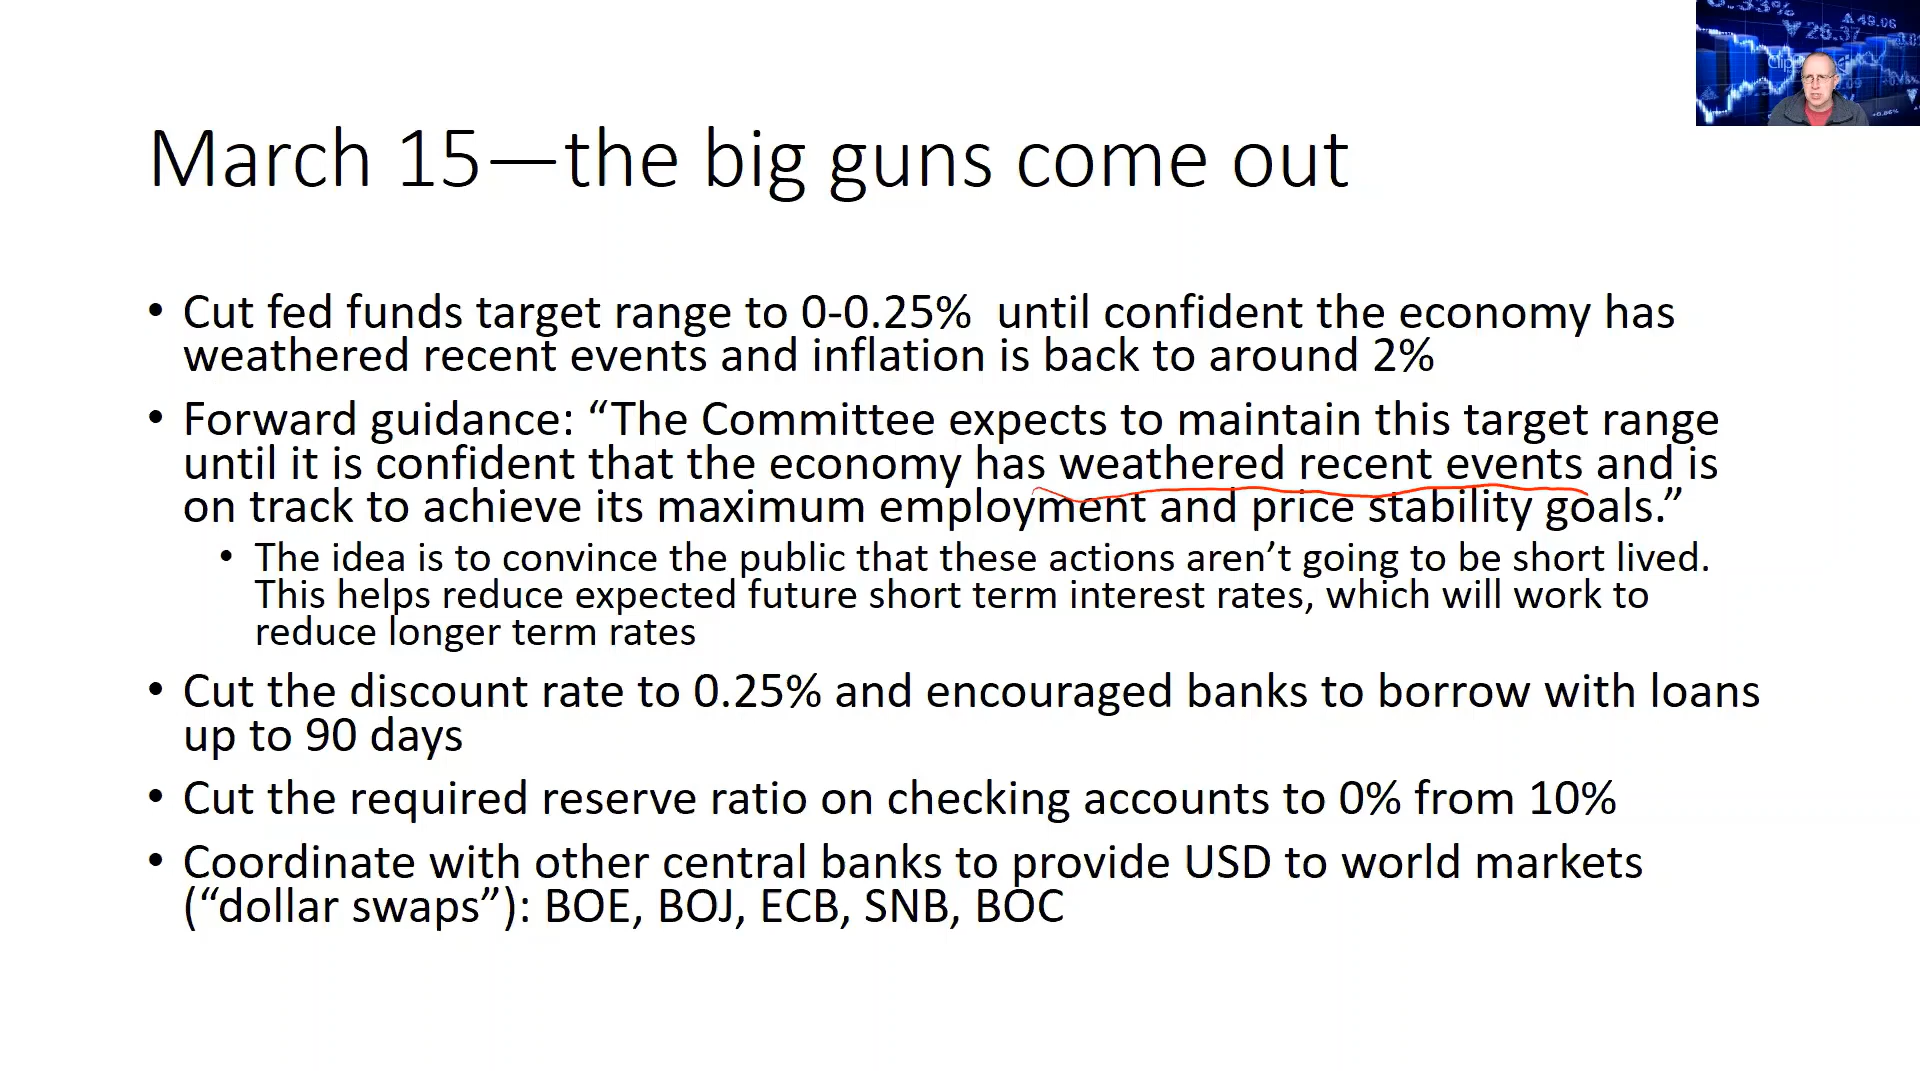 March 15—the big guns come out
• Cut fed funds target range to 0-0.25%  until confident the economy has
weathered recent events and inflation is back to around 2%
• Forward guidance: “The Committee expects to maintain this target range
until it is confident that the economy has weathered recent events and is
on track to achieve its maximum employment and price stability goals.”
• The idea is to convince the public that these actions aren’t going to be short lived.
This helps reduce expected future short term interest rates, which will work to
reduce longer term rates
• Cut the discount rate to 0.25% and encouraged banks to borrow with loans
up to 90 days
• Cut the required reserve ratio on checking accounts to 0% from 10%
• Coordinate with other central banks to provide USD to world markets
(“dollar swaps”): BOE, BOJ, ECB, SNB, BOC
▲49.06
▼26.37